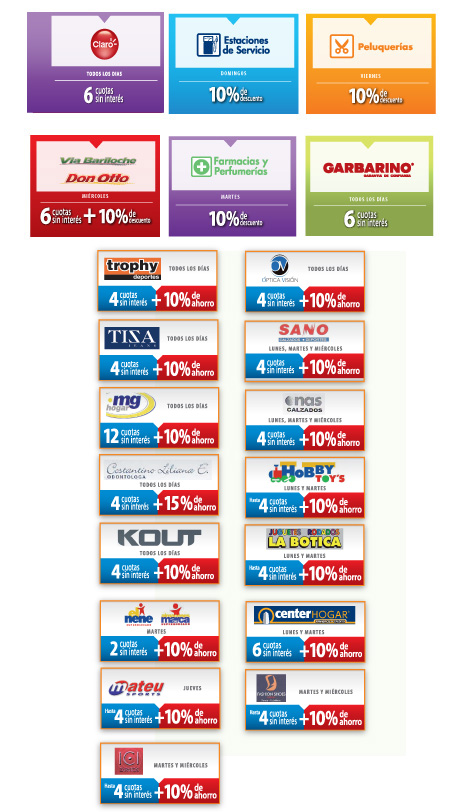 Claro
TODOS LOS DIAS
6 cuotas sin interés
Estaciones de Servicio
DOMINGOS
10% de descuento
Peluquerías
VIERNES
10% de descuento
Via Bariloche
Don Otto
MIÉRCOLES
6 cuotas sin interés + 10% de descuento
Farmacias y Perfumerías
MARTES
10% de descuento
GARBARINO
GARANTIA DE CONFIANZA
TODOS LOS DÍAS
6 cuotas sin interés
trophy
deportes
TODOS LOS DÍAS
4 cuotas sin interés + 10% de ahorro
OV
ÓPTICA VISIÓN
TODOS LOS DÍAS
4 cuotas sin interés + 10% de ahorro
TIZA
TODOS LOS DÍAS
4 cuotas sin interés + 10% de ahorro
SANO
LUNES, MARTES Y MIÉRCOLES
4 cuotas sin interés + 10% de ahorro
mg
hogar
TODOS LOS DÍAS
12 cuotas sin interés + 10% de ahorro
nas
CALZADOS
LUNES, MARTES Y MIÉRCOLES
4 cuotas sin interés + 10% de ahorro
Costantino Liliana E.
ODONTOLOGA
TODOS LOS DÍAS
4 cuotas sin interés + 15% de ahorro
HOBBY
TOY'S
LUNES Y MARTES
Hasta 4 cuotas sin interés + 10% de ahorro
KOUT
TODOS LOS DÍAS
4 cuotas sin interés + 10% de ahorro
JUGUETES RODADOS
LA BOTICA
LUNES Y MARTES
Hasta 4 cuotas sin interés + 10% de ahorro
el nene
MARTES
2 cuotas sin interés + 10% de ahorro
centerHOGAR
LUNES Y MARTES
6 cuotas sin interés + 10% de ahorro
mateu
SPORTS
JUEVES
Hasta 4 cuotas sin interés + 10% de ahorro
FASHION SHOES
MARTES Y MIÉRCOLES
Hasta 4 cuotas sin interés + 10% de ahorro
MARTES Y MIÉRCOLES
Hasta 4 cuotas sin interés + 10% de ahorro